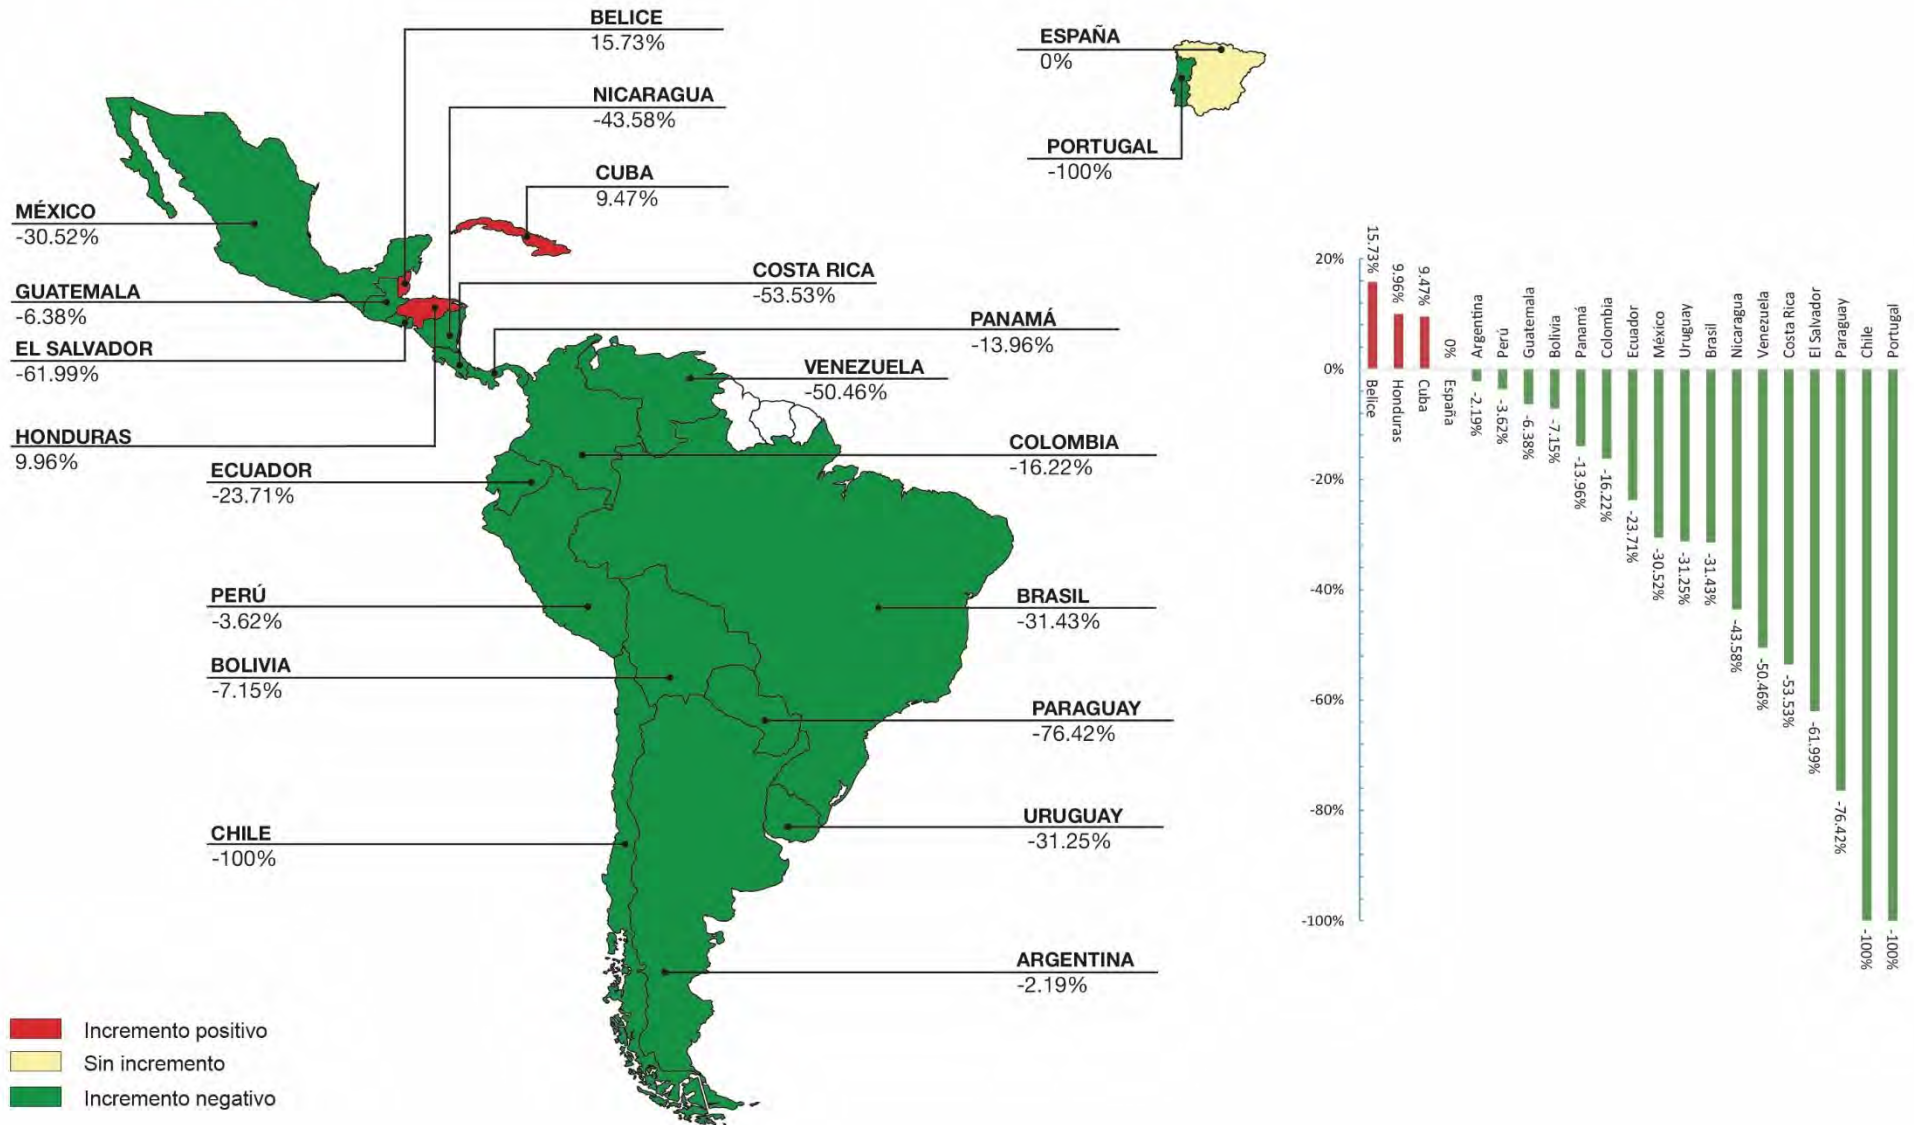 BELICE
15.73%
NICARAGUA
-43.58%
CUBA
9.47%
ESPAÑA
0%
PORTUGAL
-100%
MÉXICO
-30.52%
GUATEMALA
-6.38%
EL SALVADOR
-61.99%
HONDURAS
9.96%
COSTA RICA
-53.53%
PANAMÁ
-13.96%
VENEZUELA
-50.46%
COLOMBIA
-16.22%
ECUADOR
-23.71%
PERÚ
-3.62%
BRASIL
-31.43%
BOLIVIA
-7.15%
PARAGUAY
-76.42%
CHILE
-100%
URUGUAY
-31.25%
ARGENTINA
-2.19%
Incremento positivo
Sin incremento
Incremento negativo
20%
0%
-20%
-40%
-60%
-80%
-100%
15.73%
Belice
9.96%
Honduras
9.47%
Cuba
0%
España
Argentina
-2.19%
Perú
-3.62%
Guatemala
-6.38%
Bolivia
-7.15%
Panamá
-13.96%
Colombia
-16.22%
Ecuador
-23.71%
México
-30.52%
Uruguay
-31.25%
Brasil
-31.43%
Nicaragua
-43.58%
Venezuela
-50.46%
Costa Rica
-53.53%
El Salvador
-61.99%
Paraguay
-76.42%
Chile
-100%
Portugal
-100%